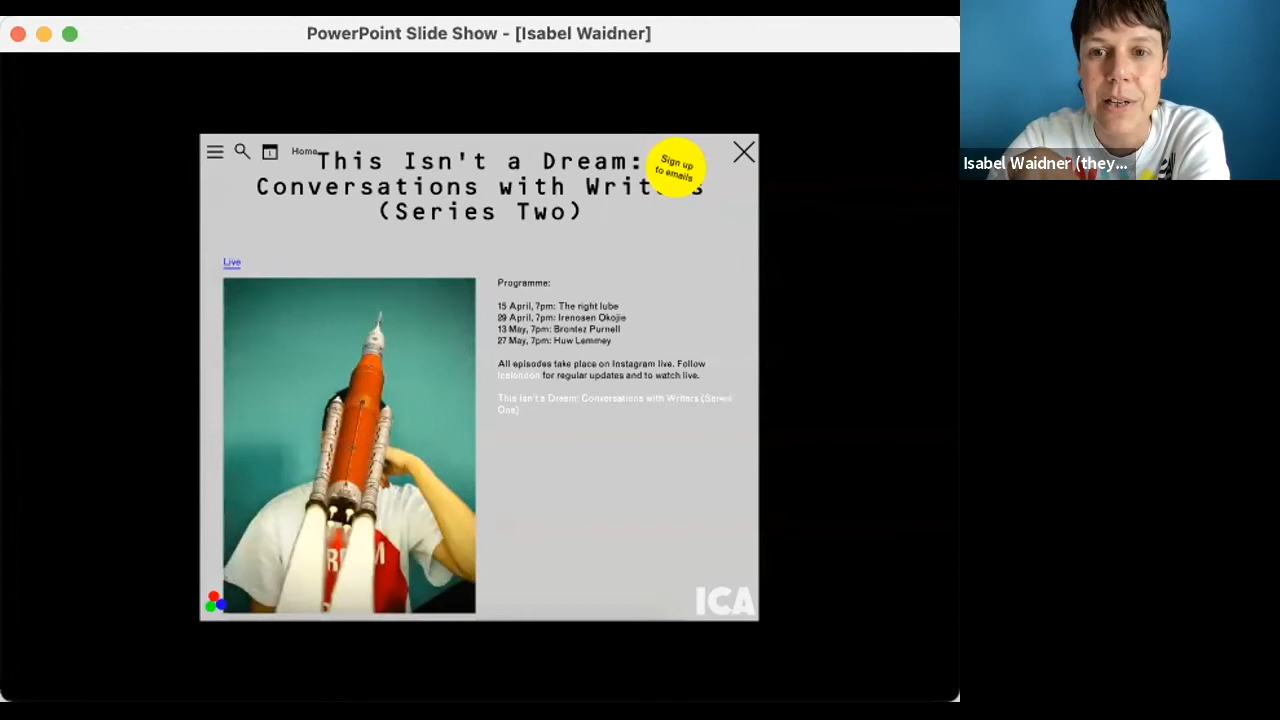 PowerPoint Slide Show - [Isabel Waidner]
Home
This Isn't a Dream:
Conversations with Writers
(Series Two)
Sign up
to emails
Live
Programme:
15 April, 7pm: The right lube
29 April, 7pm: Irenosen Okojie
13 May, 7pm: Brontez Purnell
27 May, 7pm: Huw Lemmey
All episodes take place on Instagram live. Follow
icalondon for regular updates and to watch live.
This Isn't a Dream: Conversations with Writers (Series
One)
ICA
Isabel Waidner (they...